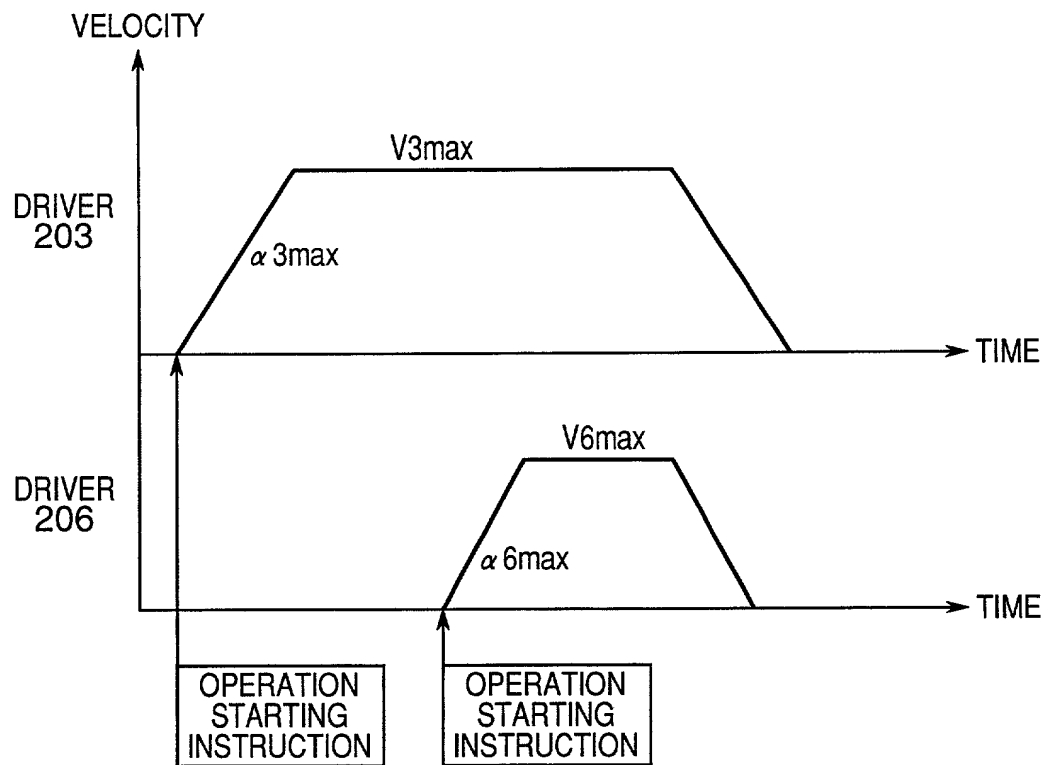 VELOCITY
V3max
DRIVER
203
α 3max
TIME
V6max
DRIVER
206
α 6max
TIME
OPERATION
STARTING
INSTRUCTION
OPERATION
STARTING
INSTRUCTION